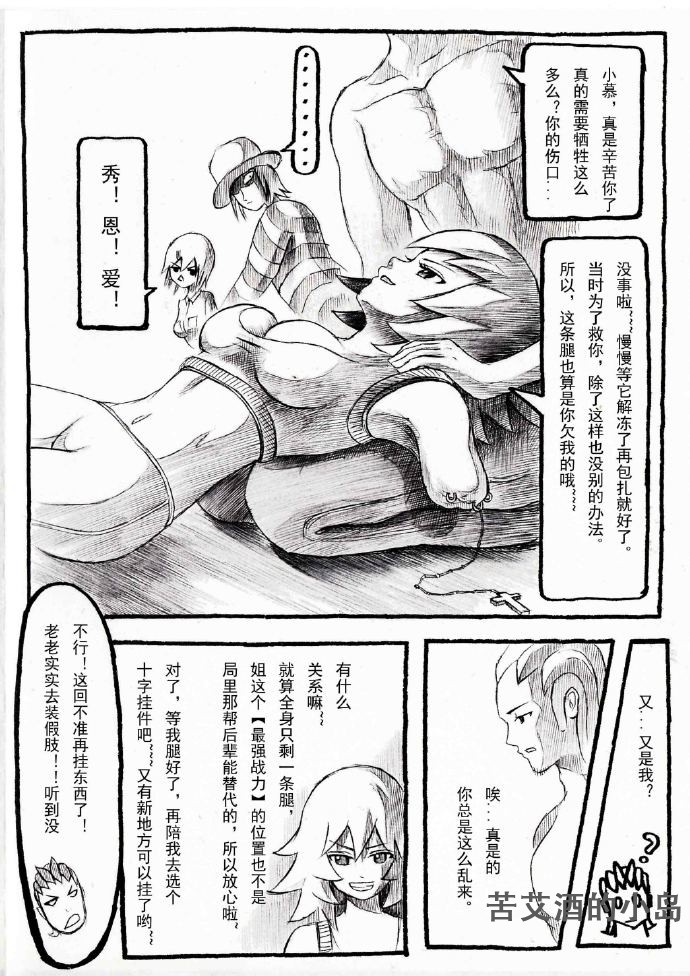 小慕，真是辛苦你了
真的需要牺牲这么
多么？你的伤口...
没事啦~~慢慢等它解冻了再包扎就好了。
当时为了救你，除了这样也没别的办法。
所以，这条腿也算是你欠我的哦~~~
........
秀！恩！爱！
又...又是我？
？
唉...真是的
你总是这么乱来。
有什么
关系嘛~~
就算全身只剩一条腿，
姐这个【最强战力】的位置也不是
局里那帮后辈能替代的，所以放心啦~
对了，等我腿好了，再陪我去选个
十字挂件吧~~~又有新地方可以挂了哟~~
不行！这回不准再挂东西了！
老老实实去装假肢！！听到没
苦艾酒的小岛